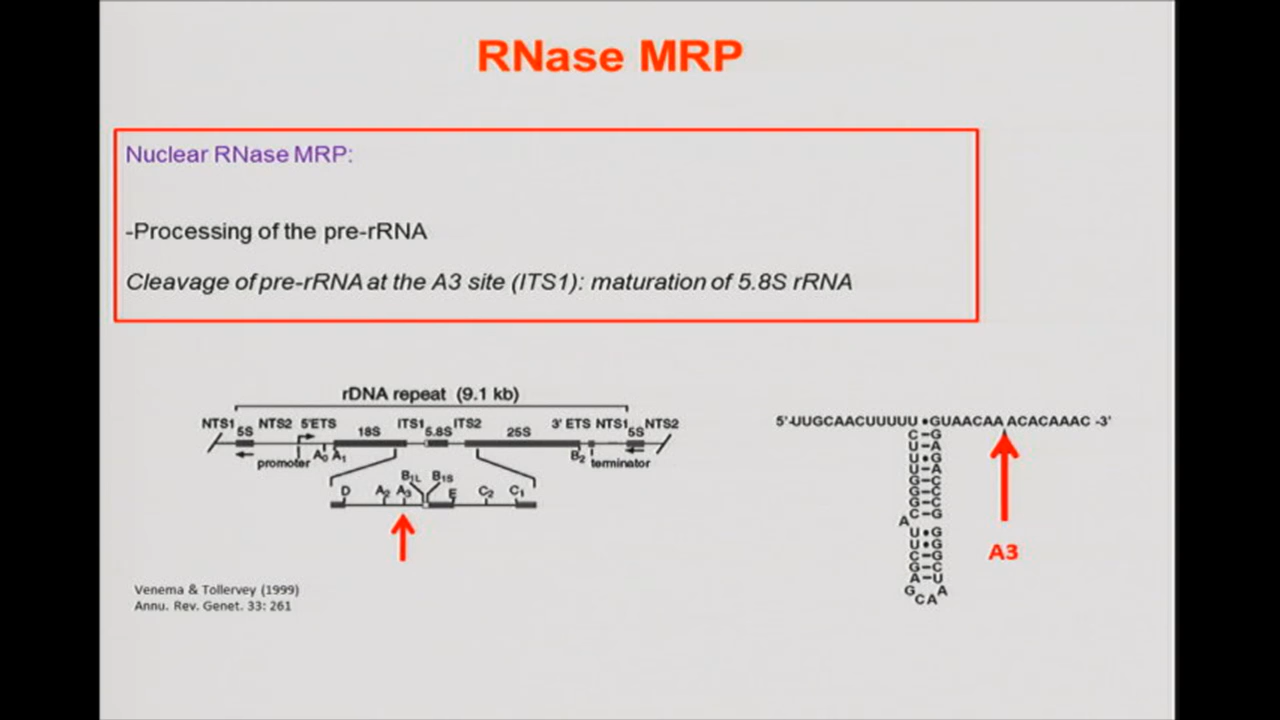 RNase MRP
Nuclear RNase MRP:
-Processing of the pre-rRNA
Cleavage of pre-rRNA at the A3 site (ITS1): maturation of 5.8S rRNA
rDNA repeat (9.1 kb)
NTS1 5S NTS2 5'ETS 18S ITS1 5.8S ITS2 25S 3' ETS NTS1 5S NTS2
promoter A0 A1 B2 terminator
B1L B1S
D A2 A3 E C2 C1
Venema & Tollervey (1999)
Annu. Rev. Genet. 33: 261
5'-UUGCAACUUUUU •GUAACAA ACACAAAC -3'
C–G
U–A
U•G
U–A
G–C
G–C
C–G
A
U•G
U•G
C–G
G–C
A–U
G A
CA
A3